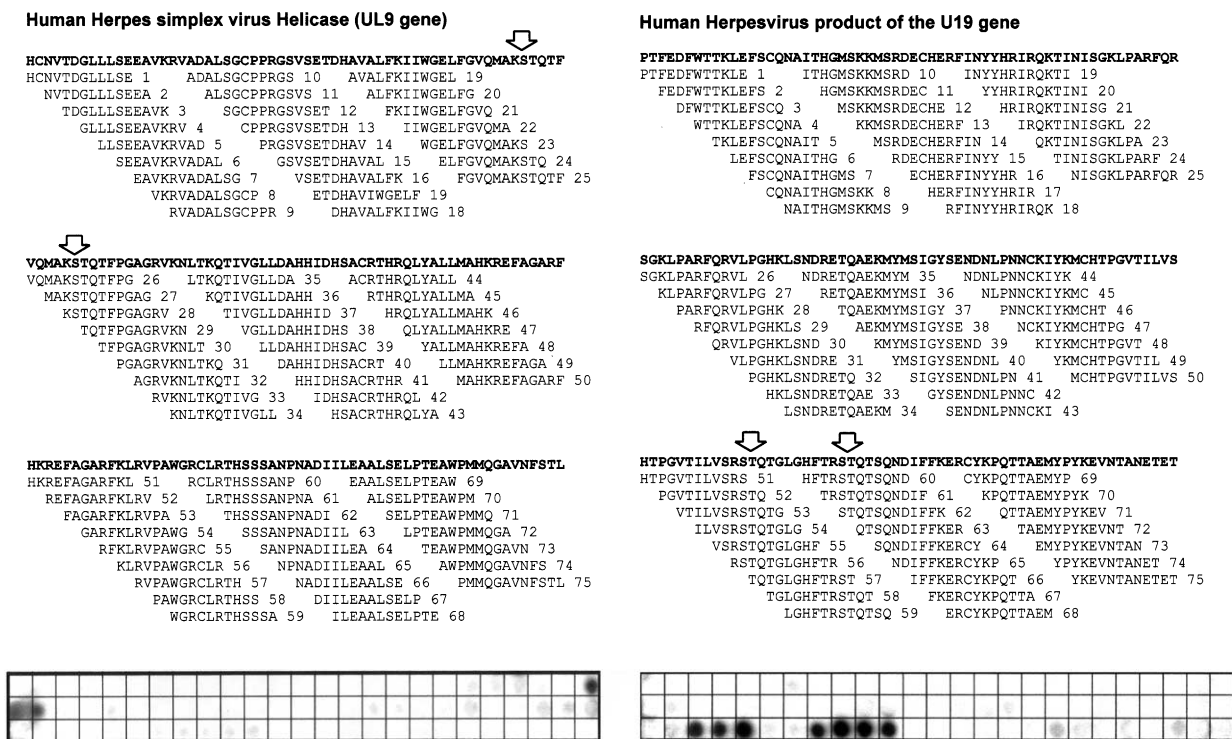 Human Herpes simplex virus Helicase (UL9 gene)
HCNVTDGLLLSEEAVKRVADALSGCPPRGSVSETDHAVALFKIIWGELFGVQMAKSTQTF
HCNVTDGLLLSE 1 ADALSGCPPRGS 10 AVALFKIIWGEL 19
NVTDGLLLSEEA 2 ALSGCPPRGSVS 11 ALFKIIWGELFG 20
TDGLLLSEEAVK 3 SGCPPRGSVSET 12 FKIIWGELFGVQ 21
GLLLSEEAVKRV 4 CPPRGSVSETDH 13 IIWGELFGVQMA 22
LLSEEAVKRVAD 5 PRGSVSETDHAV 14 WGELFGVQMAKS 23
SEEAVKRVADAL 6 GSVSETDHAVAL 15 ELFGVQMAKSTQ 24
EAVKRVADALSG 7 VSETDHAVALFK 16 FGVQMAKSTQTF 25
VKRVADALSGCP 8 ETDHAVIWGELF 19
RVADALSGCPPR 9 DHAVALFKIIWG 18
VQMAKSTQTFPGAGRVKNLTKQTIVGLLDAHHIDHSACRTHRQLYALLMAHKREFAGARF
VQMAKSTQTFPG 26 LTKQTIVGLLDA 35 ACRTHRQLYALL 44
MAKSTQTFPGAG 27 KQTIVGLLDAHH 36 RTHRQLYALLMA 45
KSTQTFPGAGRV 28 TIVGLLDAHHID 37 HRQLYALLMAHK 46
TQTFPGAGRVKN 29 VGLLDAHHIDHS 38 QLYALLMAHKRE 47
TFPGAGRVKNLT 30 LLDAHHIDHSAC 39 YALLMAHKREFA 48
PGAGRVKNLTKQ 31 DAHHIDHSACRT 40 LLMAHKREFAGA 49
AGRVKNLTKQTI 32 HHIDHSACRTHR 41 MAHKREFAGARF 50
RVKNLTKQTIVG 33 IDHSACRTHRQL 42
KNLTKQTIVGLL 34 HSACRTHRQLYA 43
HKREFAGARFKLRVPAWGRCLRTHSSSANPNADIILEAALSELPTEAWPMMQGAVNFSTL
HKREFAGARFKL 51 RCLRTHSSSANP 60 EAALSELPTEAW 69
REFAGARFKLRV 52 LRTHSSSANPNA 61 ALSELPTEAWPM 70
FAGARFKLRVPA 53 THSSSANPNADI 62 SELPTEAWPMMQ 71
GARFKLRVPAWG 54 SSSANPNADIIL 63 LPTEAWPMMQGA 72
RFKLRVPAWGRC 55 SANPNADIILEA 64 TEAWPMMQGAVN 73
KLRVPAWGRCLR 56 NPNADIILEAAL 65 AWPMMQGAVNFS 74
RVPAWGRCLRTH 57 NADIILEAALSE 66 PMMQGAVNFSTL 75
PAWGRCLRTHSS 58 DIILEAALSELP 67
WGRCLRTHSSSA 59 ILEAALSELPTE 68
Human Herpesvirus product of the U19 gene
PTFEDFWTTKLEFSCQNAITHGMSKKMSRDECHERFINYYHRIRQKTINISGKLPARFQR
PTFEDFWTTKLE 1 ITHGMSKKMSRD 10 INYYHRIRQKTI 19
FEDFWTTKLEFS 2 HGMSKKMSRDEC 11 YYHRIRQKTINI 20
DFWTTKLEFSCQ 3 MSKKMSRDECHE 12 HRIRQKTINISG 21
WTTKLEFSCQNA 4 KKMSRDECHERF 13 IRQKTINISGKL 22
TKLEFSCQNAIT 5 MSRDECHERFIN 14 QKTINISGKLPA 23
LEFSCQNAITHG 6 RDECHERFINYY 15 TINISGKLPARF 24
FSCQNAITHGMS 7 ECHERFINYYHR 16 NISGKLPARFQR 25
CQNAITHGMSKK 8 HERFINYYHRIR 17
NAITHGMSKKMS 9 RFINYYHRIRQK 18
SGKLPARFQRVLPGHKLSNDRETQAEKMYMSIGYSENDNLPNNCKIYKMCHTPGVTILVS
SGKLPARFQRVL 26 NDRETQAEKMYM 35 NDNLPNNCKIYK 44
KLPARFQRVLPG 27 RETQAEKMYMSI 36 NLPNNCKIYKMC 45
PARFQRVLPGHK 28 TQAEKMYMSIGY 37 PNNCKIYKMCHT 46
RFQRVLPGHKLS 29 AEKMYMSIGYSE 38 NCKIYKMCHTPG 47
QRVLPGHKLSND 30 KMYMSIGYSEND 39 KIYKMCHTPGVT 48
VLPGHKLSNDRE 31 YMSIGYSENDNL 40 YKMCHTPGVTIL 49
PGHKLSNDRETQ 32 SIGYSENDNLPN 41 MCHTPGVTILVS 50
HKLSNDRETQAE 33 GYSENDNLPNNC 42
LSNDRETQAEKM 34 SENDNLPNNCKI 43
HTPGVTILVSRSTQTGLGHFTRSTQTSQNDIFFKERCYKPQTTAEMYPYKEVNTANETET
HTPGVTILVSRS 51 HFTRSTQTSQND 60 CYKPQTTAEMYP 69
PGVTILVSRSTQ 52 TRSTQTSQNDIF 61 KPQTTAEMYPYK 70
VTILVSRSTQTG 53 STQTSQNDIFFK 62 QTTAEMYPYKEV 71
ILVSRSTQTGLG 54 QTSQNDIFFKER 63 TAEMYPYKEVNT 72
VSRSTQTGLGHF 55 SQNDIFFKERCY 64 EMYPYKEVNTAN 73
RSTQTGLGHFTR 56 NDIFFKERCYKP 65 YPYKEVNTANET 74
TQTGLGHFTRST 57 IFFKERCYKPQT 66 YKEVNTANETET 75
TGLGHFTRSTQT 58 FKERCYKPQTTA 67
LGHFTRSTQTSQ 59 ERCYKPQTTAEM 68